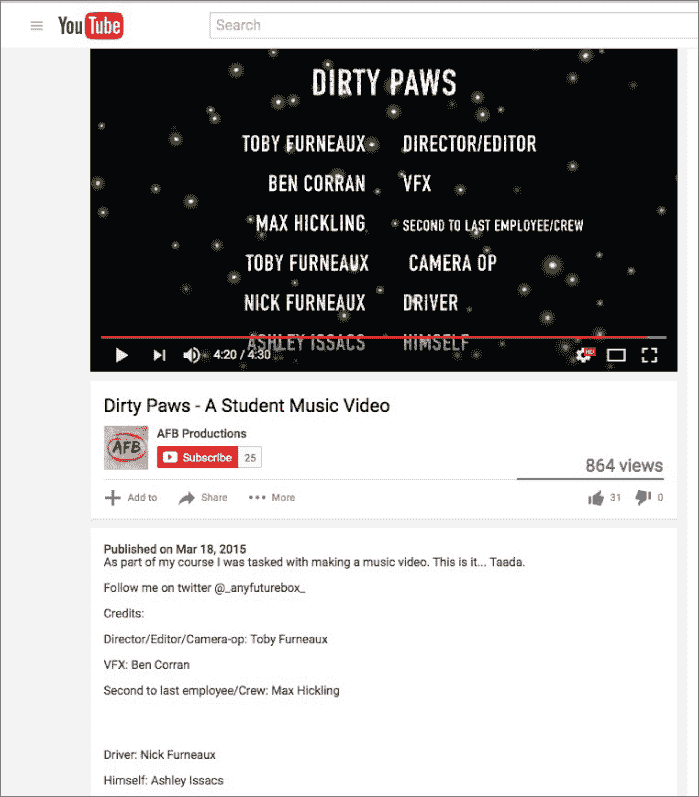 YouTube
Search
DIRTY PAWS
TOBY FURNEAUX DIRECTOR/EDITOR
BEN CORRAN VFX
MAX HICKLING SECOND TO LAST EMPLOYEE/CREW
TOBY FURNEAUX CAMERA OP
NICK FURNEAUX DRIVER
ASHLEY ISSACS HIMSELF
4:20 / 4:30
HD
Dirty Paws - A Student Music Video
AFB
AFB Productions
Subscribe 25
864 views
Add to Share More 31 0
Published on Mar 18, 2015
As part of my course I was tasked with making a music video. This is it... Taada.
Follow me on twitter @_anyfuturebox_
Credits:
Director/Editor/Camera-op: Toby Furneaux
VFX: Ben Corran
Second to last employee/Crew: Max Hickling
Driver: Nick Furneaux
Himself: Ashley Issacs